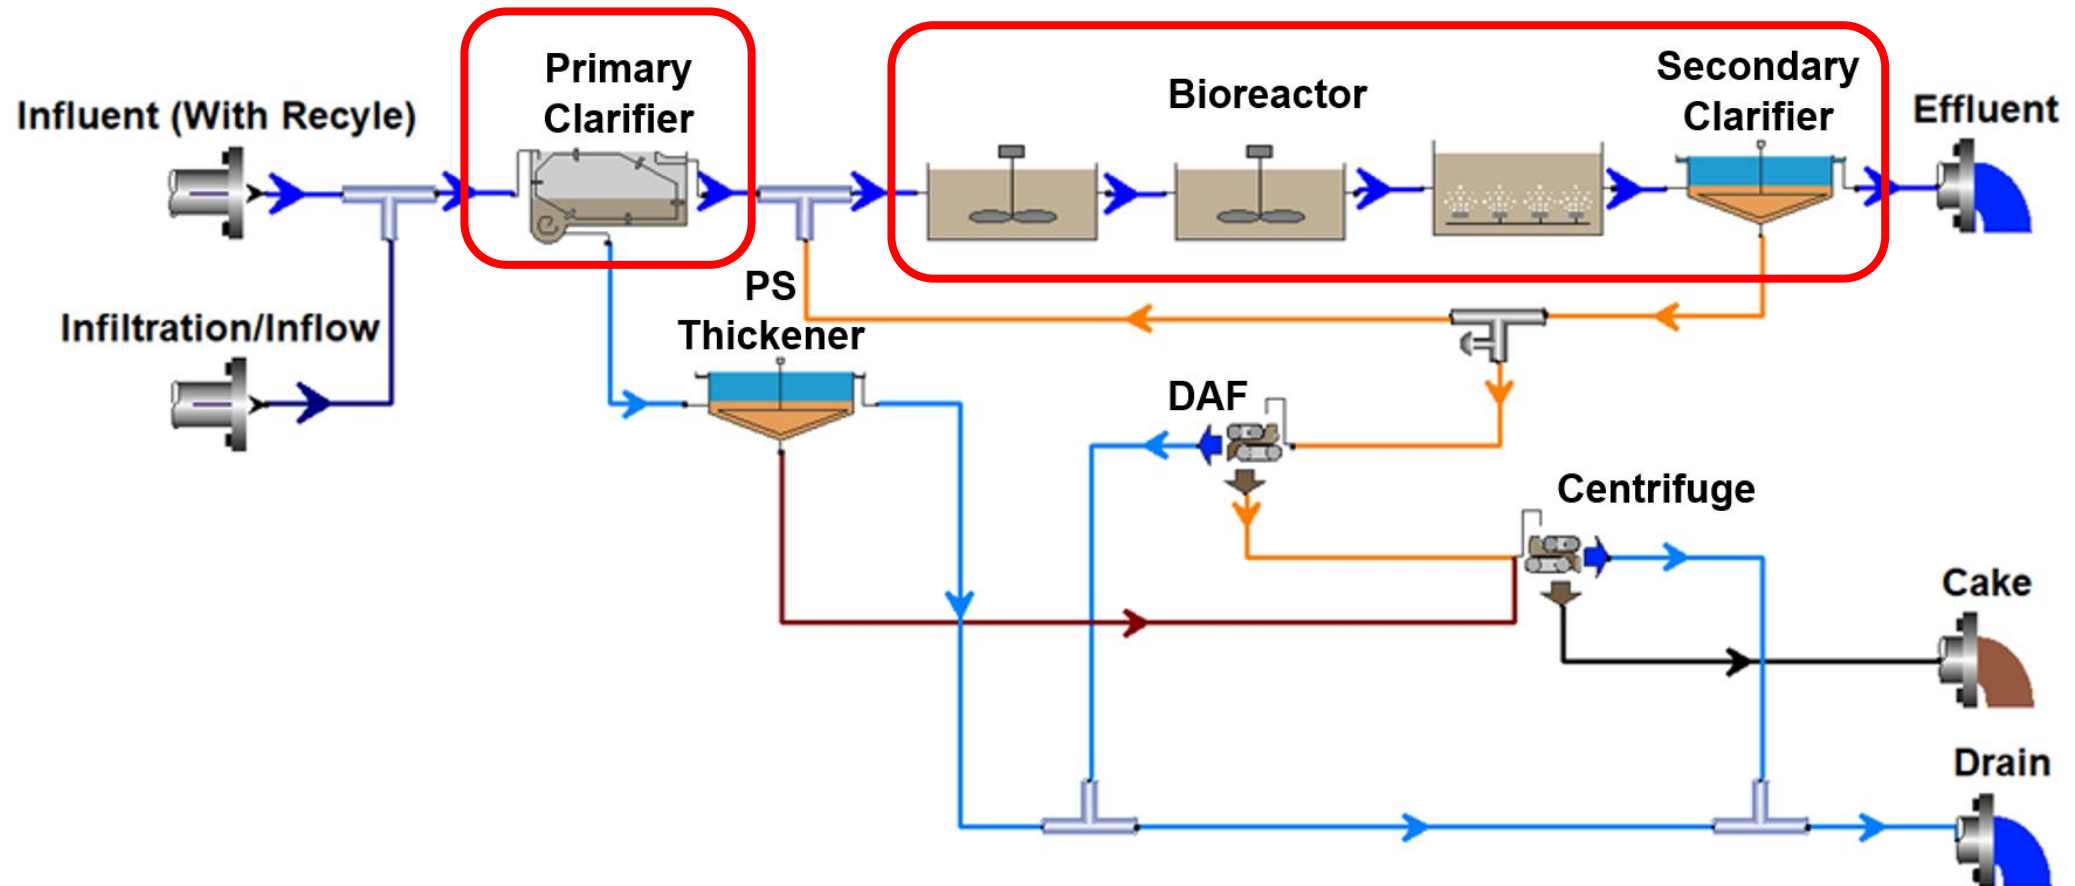 Primary
Clarifier
Bioreactor
Secondary
Clarifier
Influent (With Recyle)
Effluent
PS
Thickener
Infiltration/Inflow
DAF
Centrifuge
Cake
Drain